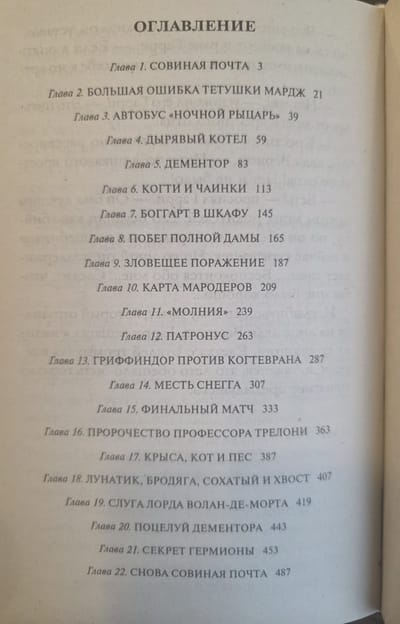 ОГЛАВЛЕНИЕ
Глава 1. СОВИНАЯ ПОЧТА 3
Глава 2. БОЛЬШАЯ ОШИБКА ТЕТУШКИ МАРДЖ 21
Глава 3. АВТОБУС «НОЧНОЙ РЫЦАРЬ» 39
Глава 4. ДЫРЯВЫЙ КОТЕЛ 59
Глава 5. ДЕМЕНТОР 83
Глава 6. КОГТИ И ЧАИНКИ 113
Глава 7. БОГГАРТ В ШКАФУ 145
Глава 8. ПОБЕГ ПОЛНОЙ ДАМЫ 165
Глава 9. ЗЛОВЕЩЕЕ ПОРАЖЕНИЕ 187
Глава 10. КАРТА МАРОДЕРОВ 209
Глава 11. «МОЛНИЯ» 239
Глава 12. ПАТРОНУС 263
Глава 13. ГРИФФИНДОР ПРОТИВ КОГТЕВРАНА 287
Глава 14. МЕСТЬ СНЕГГА 307
Глава 15. ФИНАЛЬНЫЙ МАТЧ 333
Глава 16. ПРОРОЧЕСТВО ПРОФЕССОРА ТРЕЛОНИ 363
Глава 17. КРЫСА, КОТ И ПЕС 387
Глава 18. ЛУНАТИК, БРОДЯГА, СОХАТЫЙ И ХВОСТ 407
Глава 19. СЛУГА ЛОРДА ВОЛАН-ДЕ-МОРТА 419
Глава 20. ПОЦЕЛУЙ ДЕМЕНТОРА 443
Глава 21. СЕКРЕТ ГЕРМИОНЫ 453
Глава 22. СНОВА СОВИНАЯ ПОЧТА 487